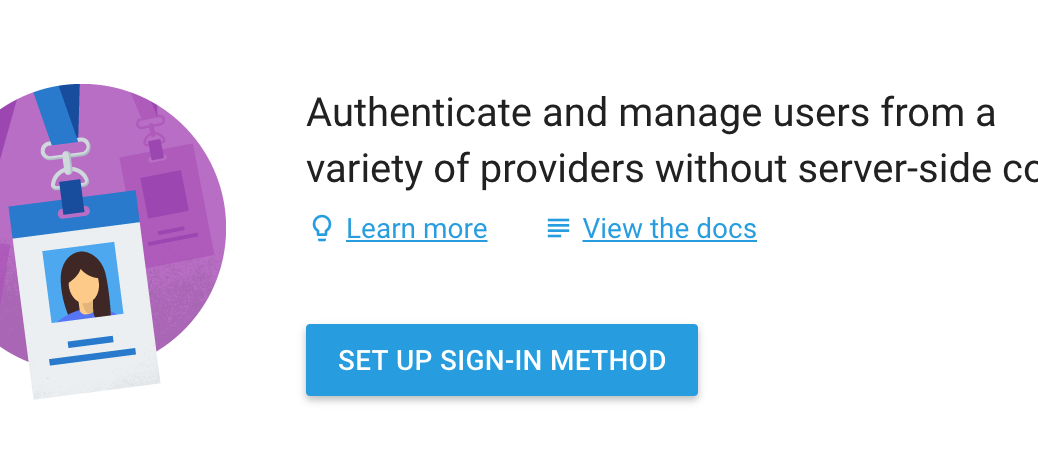 Authenticate and manage users from a
variety of providers without server-side
Learn more View the docs
SET UP SIGN-IN METHOD